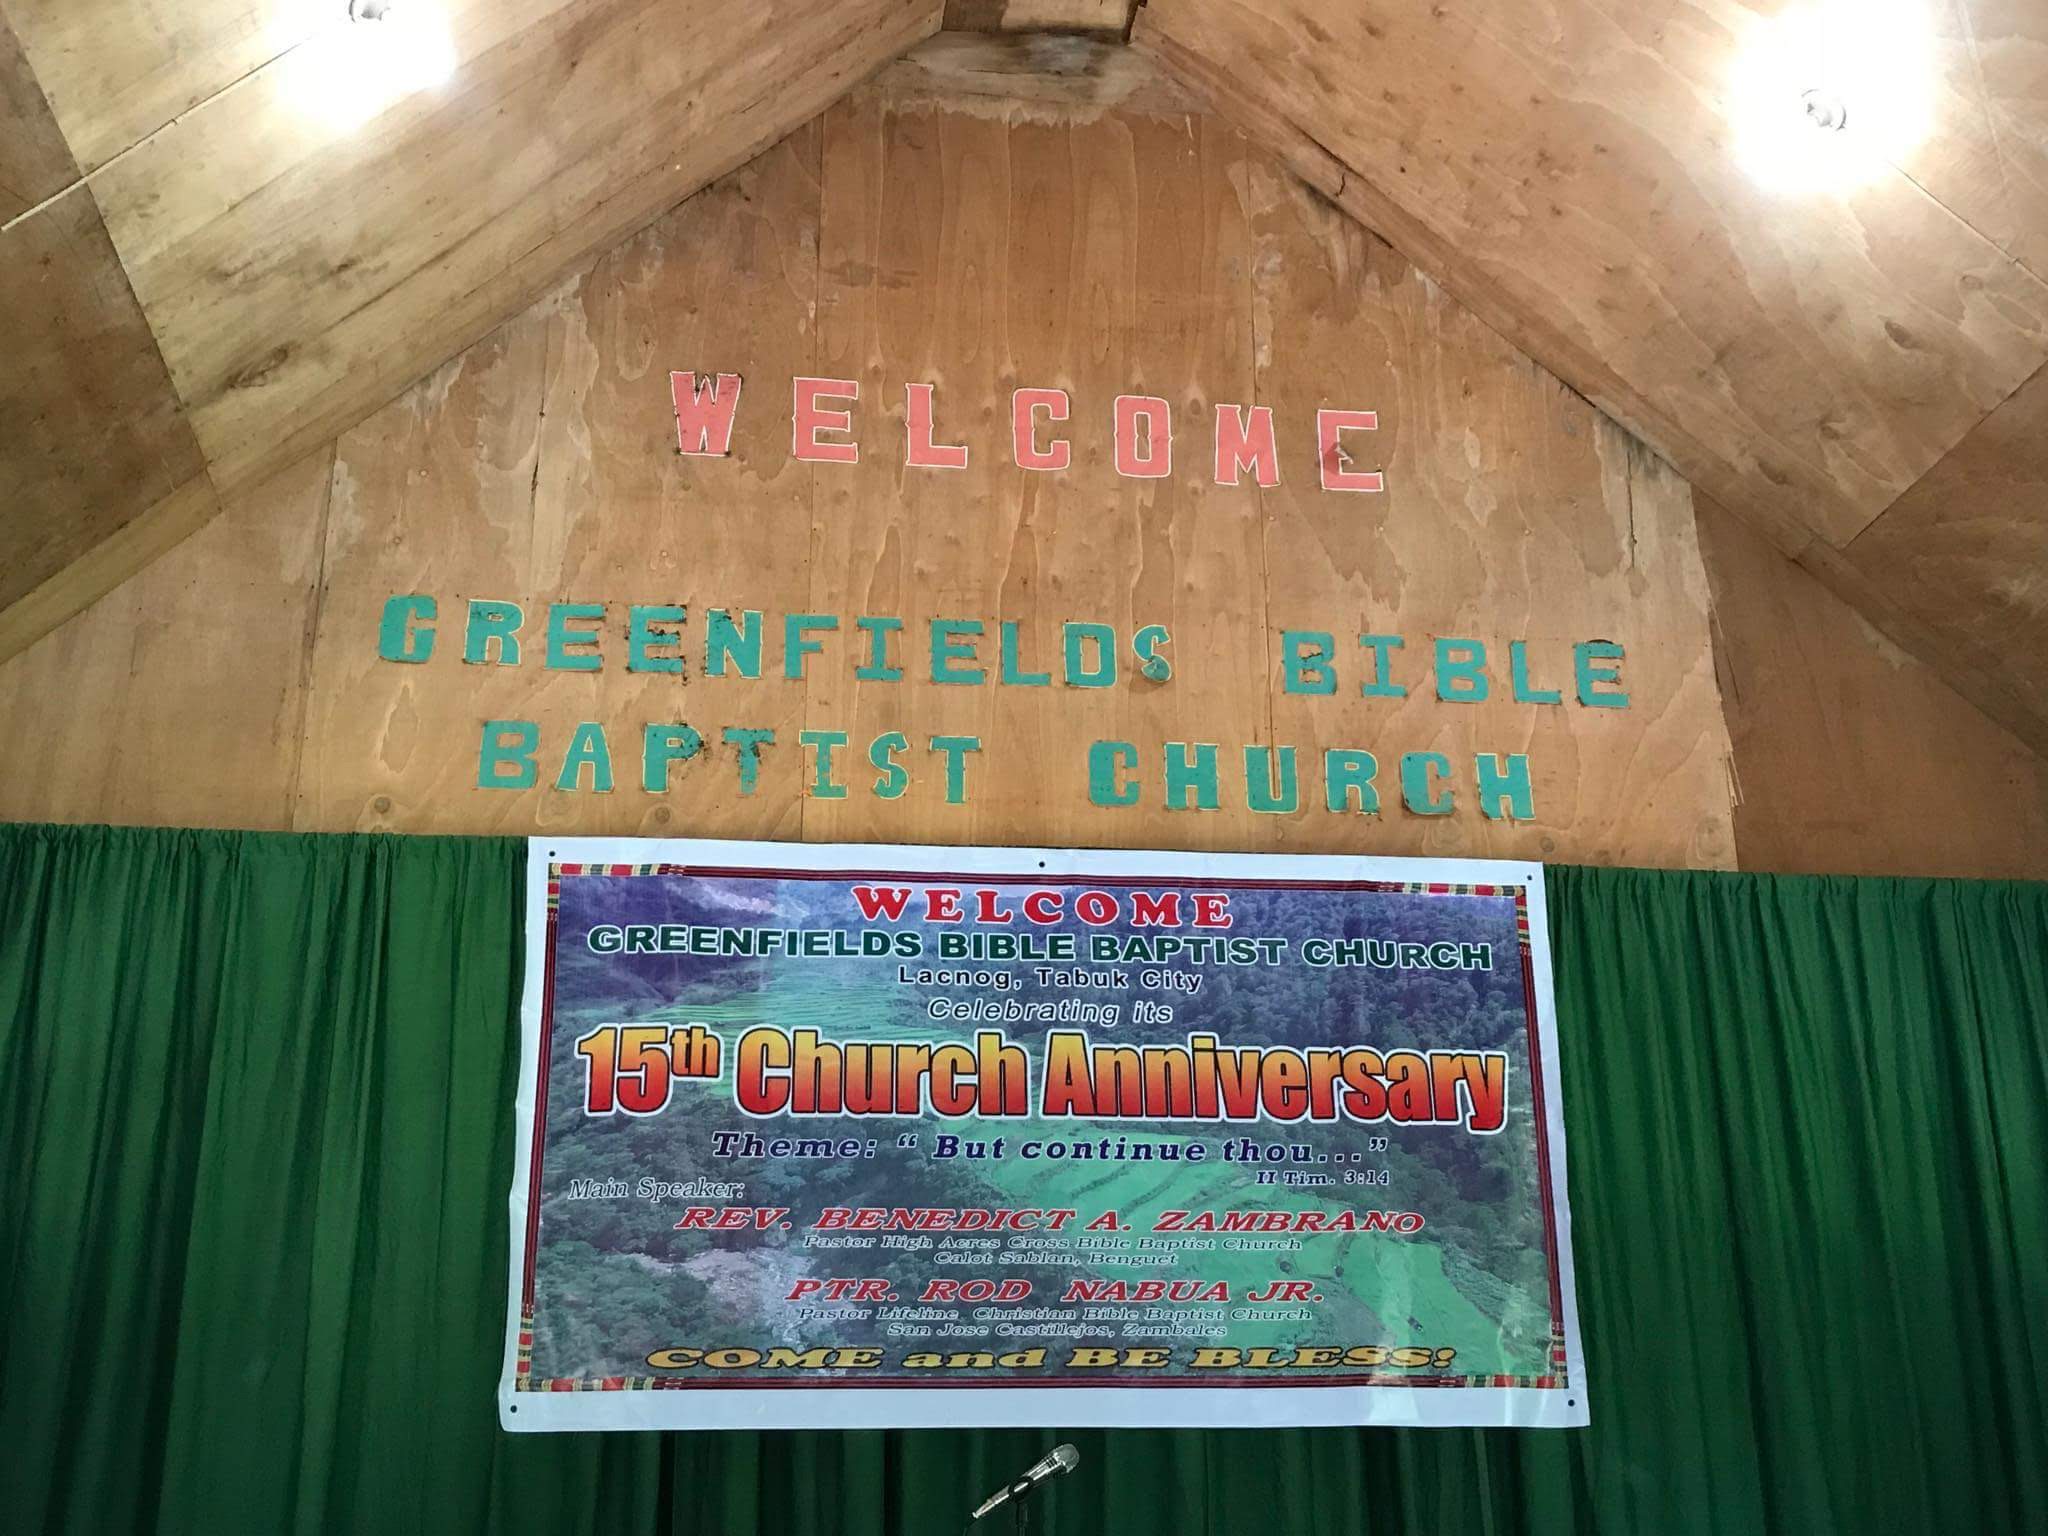 WELCOME
GREENFIELDS BIBLE
BAPTIST CHURCH
WELCOME
GREENFIELDS BIBLE BAPTIST CHURCH
Lacnog, Tabuk City
Celebrating its
15th Church Anniversary
Theme: “ But continue thou...”
II Tim. 3:14
Main Speaker:
REV. BENEDICT A. ZAMBRANO
Pastor High Acres Cross Bible Baptist Church
Calot Sablan, Benguet
PTR. ROD NABUA JR.
Pastor Lifeline Christian Bible Baptist Church
San Jose Castillejos, Zambales
COME and BE BLESS!